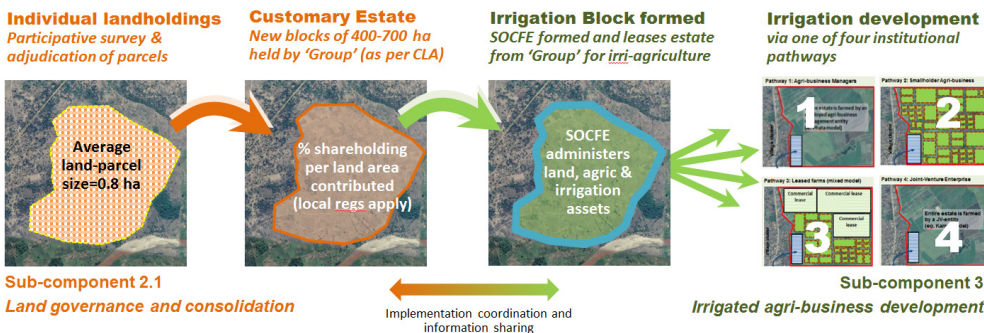 Individual landholdings
Participative survey &
adjudication of parcels
Customary Estate
New blocks of 400-700 ha
held by ‘Group’ (as per CLA)
Irrigation Block formed
SOCFE formed and leases estate
from ‘Group’ for irri-agriculture
Irrigation development
via one of four institutional
pathways
Average
land-parcel
size=0.8 ha
% shareholding
per land area
contributed
(local regs apply)
SOCFE
administers
land, agric &
irrigation
assets
Pathway 1: Agri-business Managers
1
Pathway 2: Smallholder Agri-business
2
Pathway 3: Leased farms (mixed model)
Commercial
lease
Commercial lease
Commercial
lease
3
Pathway 4: Joint-Venture Enterprise
Entire estate is farmed
by a JV-entity
4
Sub-component 2.1
Land governance and consolidation
Implementation coordination and
information sharing
Sub-component 3
Irrigated agri-business development